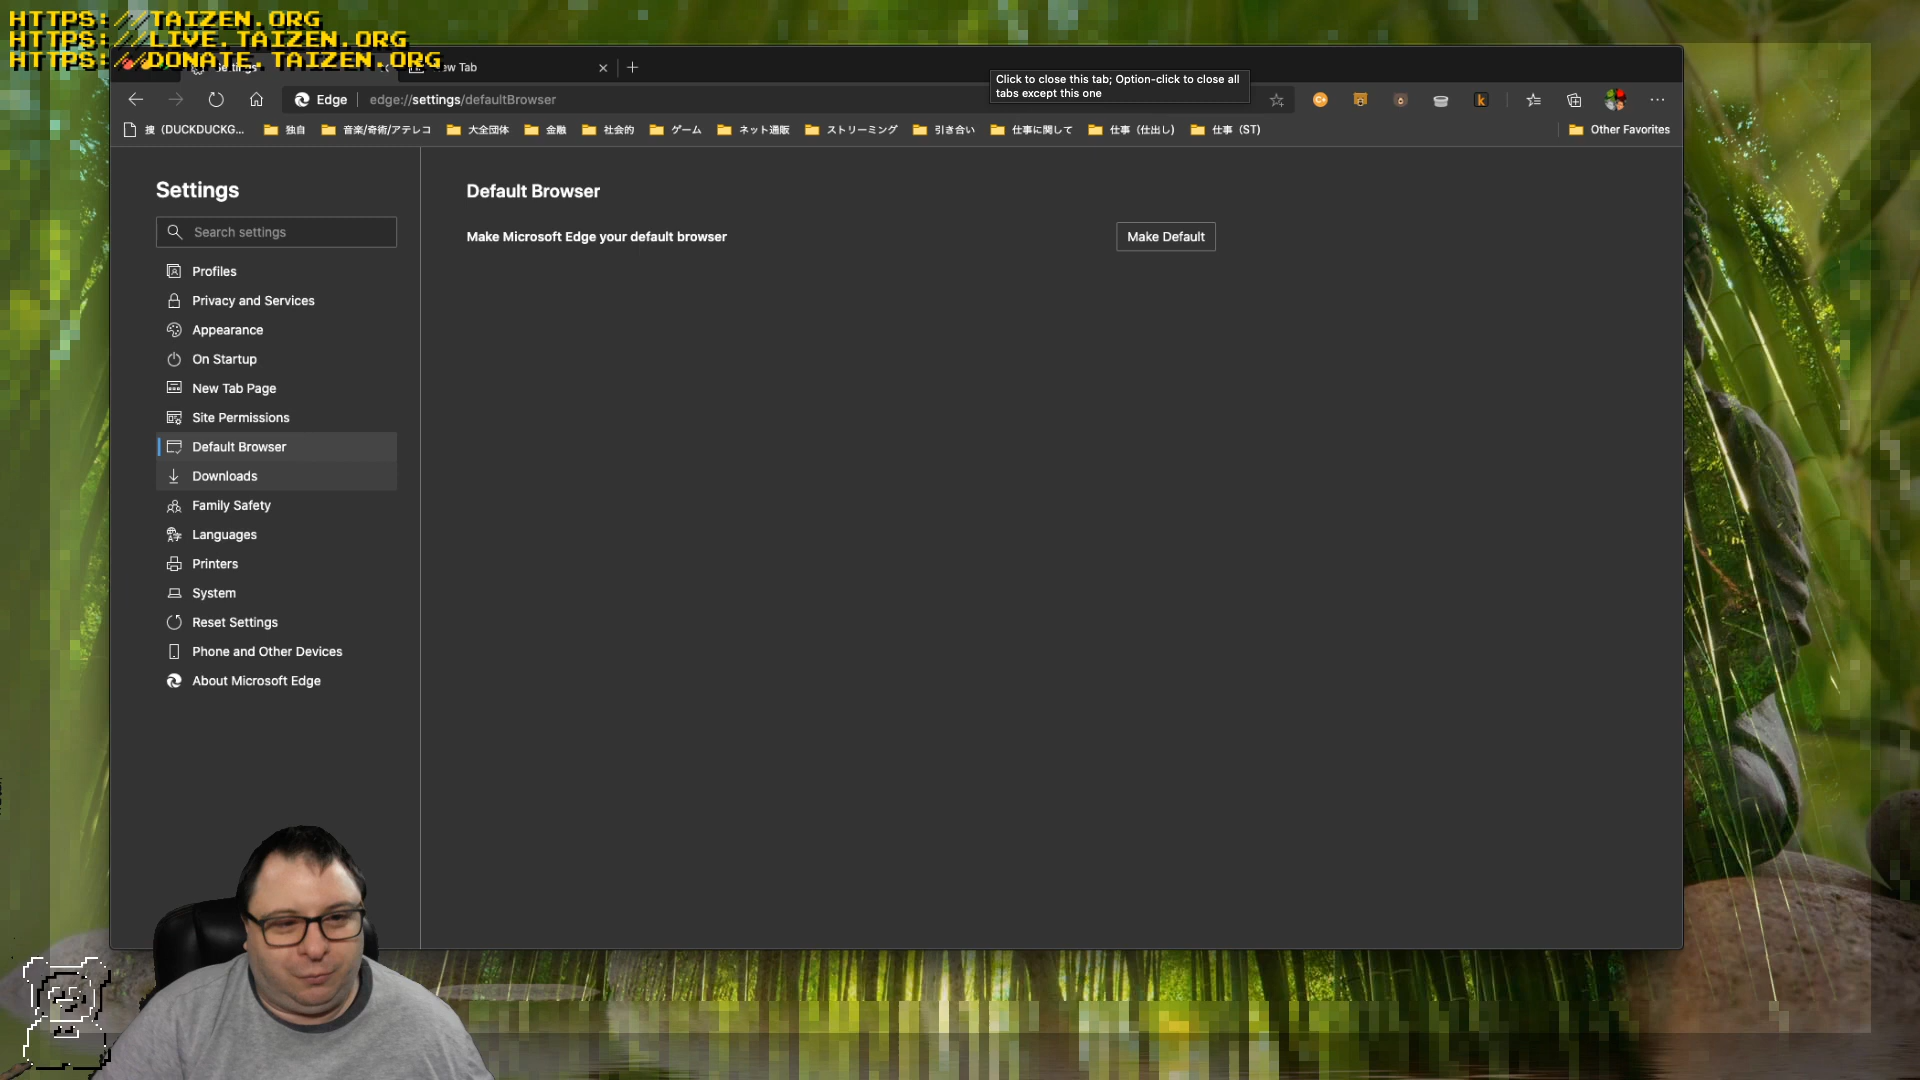 HTTPS://TAIZEN.ORG
HTTPS://LIVE.TAIZEN.ORG
HTTPS://DONATE.TAIZEN.ORG
Settings
New Tab
Click to close this tab; Option-click to close all
tabs except this one
Edge
edge://settings/defaultBrowser
捜 (DUCKDUCKG...
独自
音楽/奇術/アテレコ
大全団体
金融
社会的
ゲーム
ネット通販
ストリーミング
引き合い
仕事に関して
仕事（仕出し）
仕事（ST）
Other Favorites
Settings
Search settings
Profiles
Privacy and Services
Appearance
On Startup
New Tab Page
Site Permissions
Default Browser
Downloads
Family Safety
Languages
Printers
System
Reset Settings
Phone and Other Devices
About Microsoft Edge
Default Browser
Make Microsoft Edge your default browser
Make Default